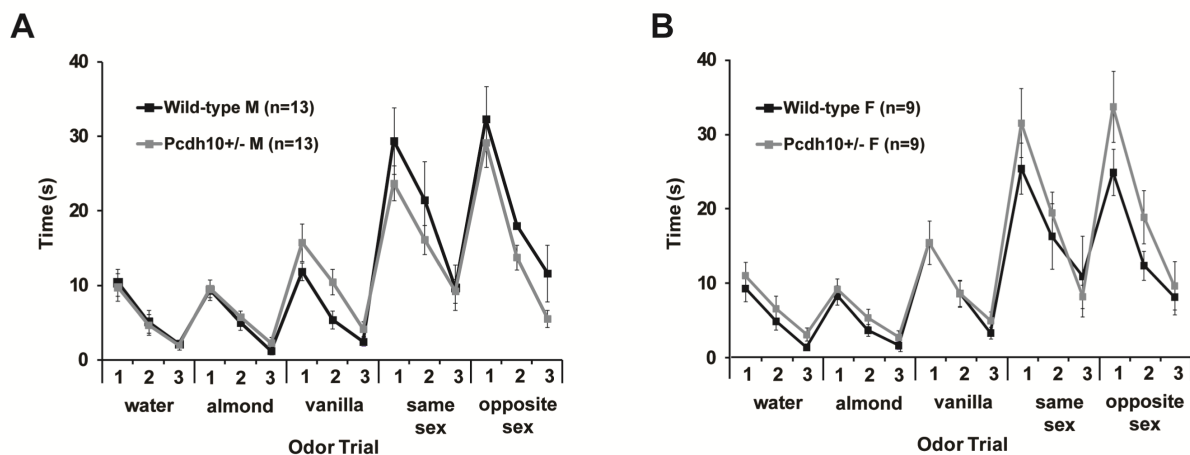 A
40
30
20
10
0
Time (s)
Wild-type M (n=13)
Pcdh10+/- M (n=13)
1 2 3 1 2 3 1 2 3 1 2 3 1 2 3
water almond vanilla same sex opposite sex
Odor Trial
B
40
30
20
10
0
Time (s)
Wild-type F (n=9)
Pcdh10+/- F (n=9)
1 2 3 1 2 3 1 2 3 1 2 3 1 2 3
water almond vanilla same sex opposite sex
Odor Trial